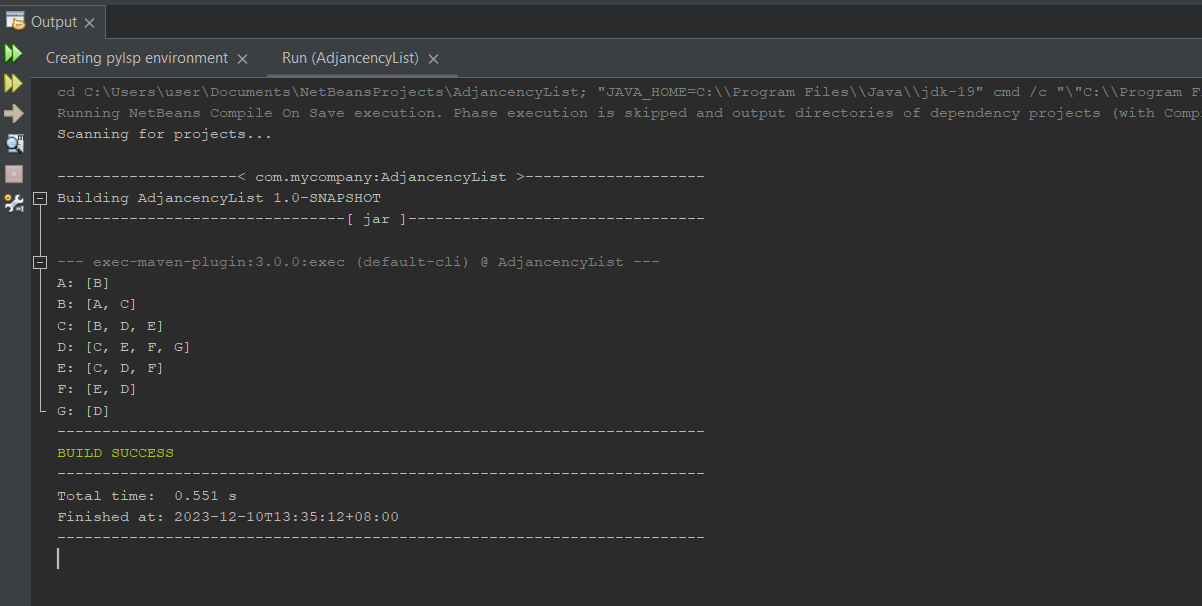 Output
Creating pylsp environment Run (AdjancencyList)
cd C:\Users\user\Documents\NetBeansProjects\AdjancencyList; "JAVA_HOME=C:\\Program Files\\Java\\jdk-19" cmd /c "\"C:\\Program F
Running NetBeans Compile On Save execution. Phase execution is skipped and output directories of dependency projects (with Comp
Scanning for projects...
--------------------< com.mycompany:AdjancencyList >--------------------
Building AdjancencyList 1.0-SNAPSHOT
--------------------------------[ jar ]---------------------------------
--- exec-maven-plugin:3.0.0:exec (default-cli) @ AdjancencyList ---
A: [B]
B: [A, C]
C: [B, D, E]
D: [C, E, F, G]
E: [C, D, F]
F: [E, D]
G: [D]
------------------------------------------------------------------------
BUILD SUCCESS
------------------------------------------------------------------------
Total time:  0.551 s
Finished at: 2023-12-10T13:35:12+08:00
------------------------------------------------------------------------